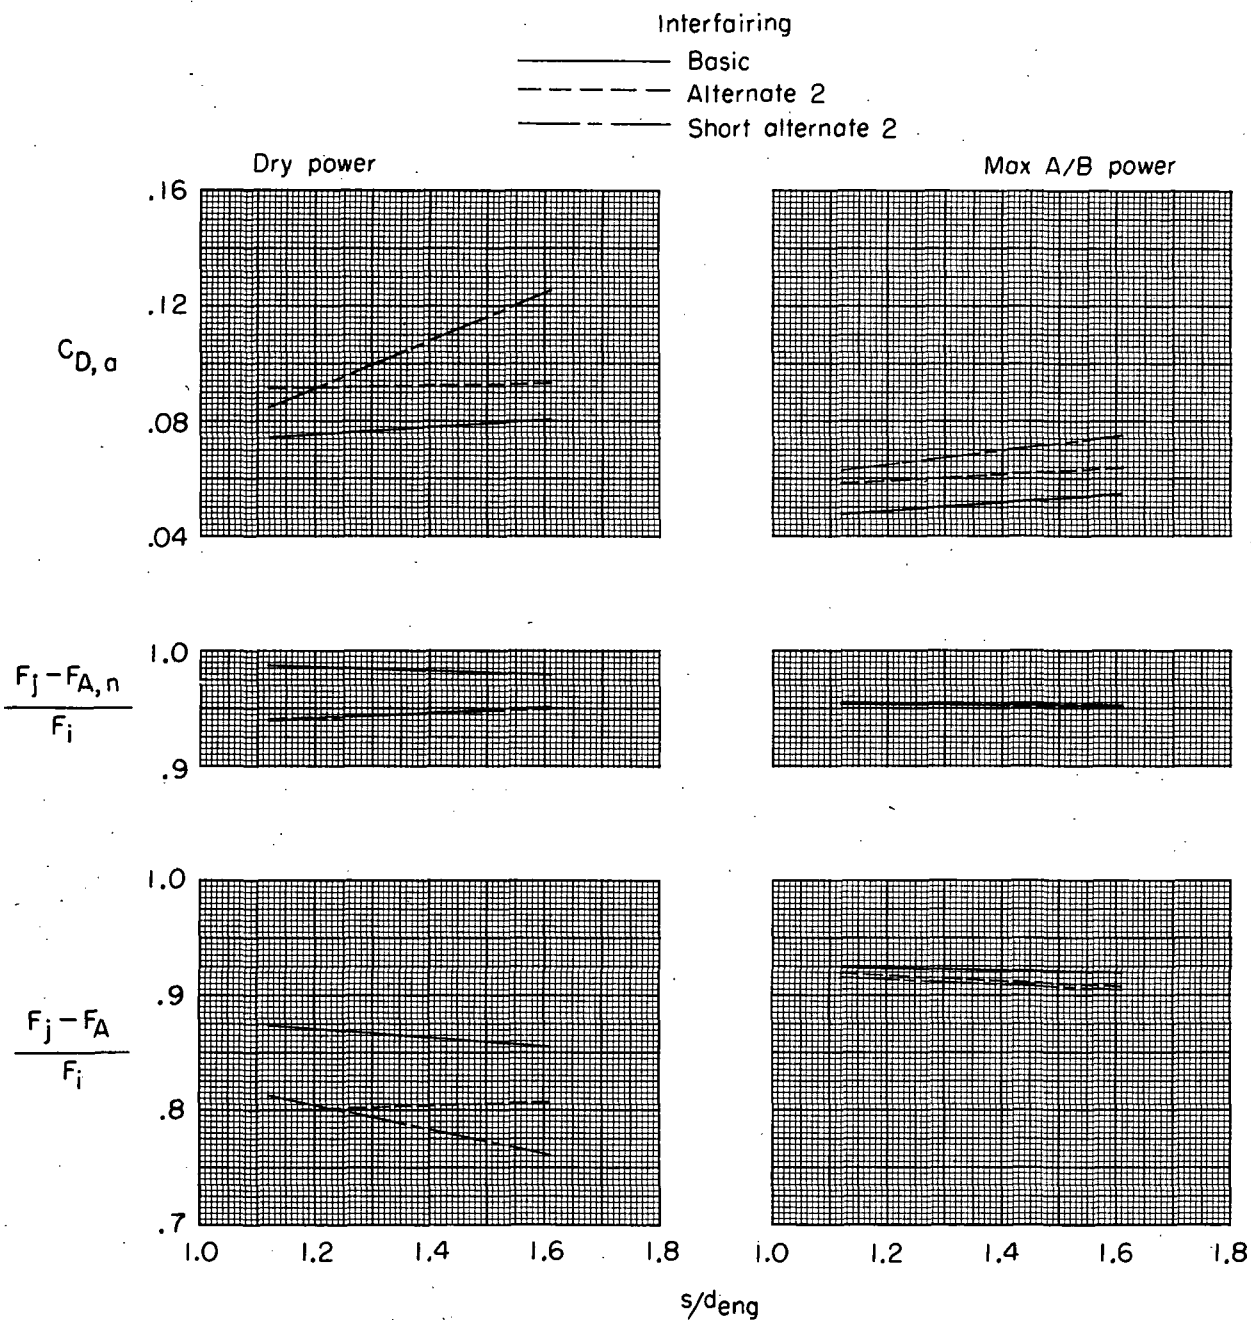 Interfairing
Basic
Alternate 2
Short alternate 2
Dry power
Max A/B power
.16
.12
.08
.04
C_D,a
1.0
.9
F_j – F_A,n
F_i
1.0
.9
.8
.7
F_j – F_A
F_i
1.0 1.2 1.4 1.6 1.8
1.0 1.2 1.4 1.6 1.8
s/d_eng